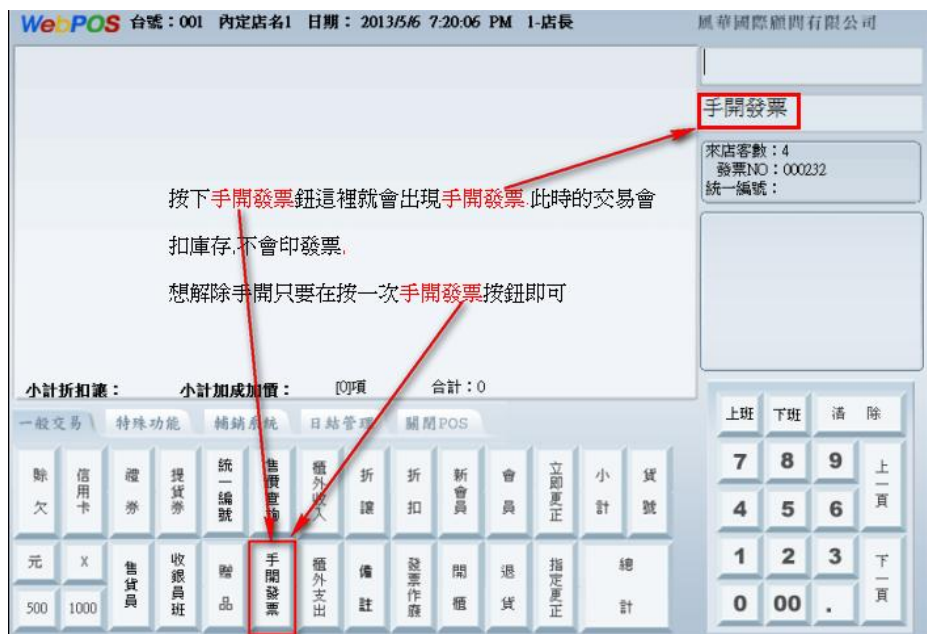 WebPOS 台號：001 內定店名1 日期： 2013/5/6 7:20:06 PM 1-店長 風華國際顧問有限公司
手開發票
來店客數：4
發票NO：000232
統一編號：
按下手開發票鈕這裡就會出現手開發票.此時的交易會
扣庫存,不會印發票,
想解除手開只要在按一次手開發票按鈕即可
小計折扣讓： 小計加成加價： [0]項 合計：0
一般交易 特殊功能 輔銷系統 日結管理 關閉POS
上班 下班 清除
賒欠 信用卡 禮券 提貨券 統一編號 售價查詢 櫃外收入 折讓 折扣 新會員 會員 立即更正 小計 貨號
7 8 9 上一頁
4 5 6
元 X 售貨員 收銀員班 贈品 手開發票 櫃外支出 備註 發票作廢 開櫃 退貨 指定更正 總計
500 1000
1 2 3 下一頁
0 00 .